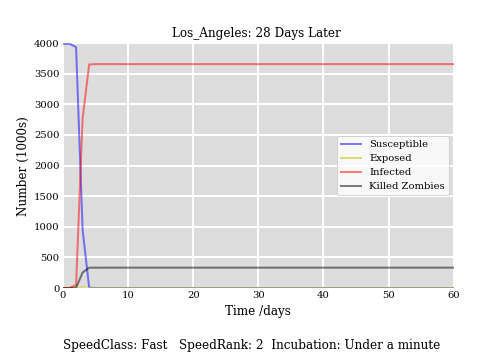 Los_Angeles: 28 Days Later
Number (1000s)
4000
3500
3000
2500
2000
1500
1000
500
0
Susceptible
Exposed
Infected
Killed Zombies
0 10 20 30 40 50 60
Time /days
SpeedClass: Fast SpeedRank: 2 Incubation: Under a minute